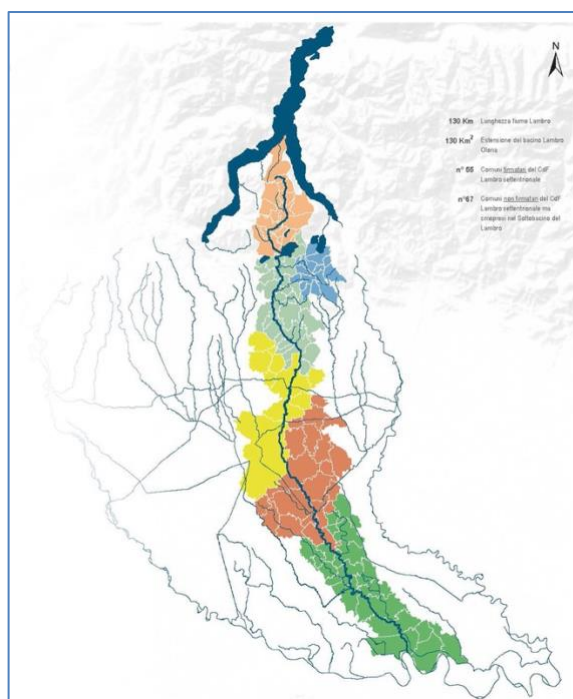 N
130 Km Lunghezza fiume Lambro
130 Km² Estensione del bacino Lambro
Olona
n° 66 Comuni firmatari del CdF
Lambro settentrionale
n° 67 Comuni non firmatari del CdF
Lambro settentrionale ma
compresi nel Sottobacino del
Lambro